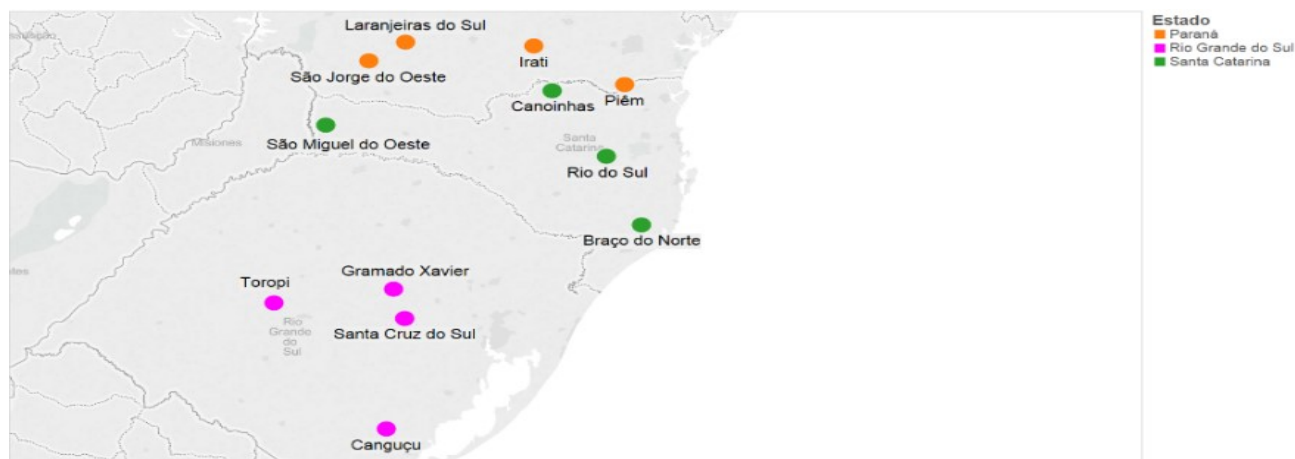 Laranjeiras do Sul
São Jorge do Oeste
Irati
Canoinhas
Piêm
São Miguel do Oeste
Misiones
Santa
Catarina
Rio do Sul
Braço do Norte
Toropi
Gramado Xavier
Rio
Grande
do
Sul
Santa Cruz do Sul
Canguçu
Estado
Paraná
Rio Grande do Sul
Santa Catarina